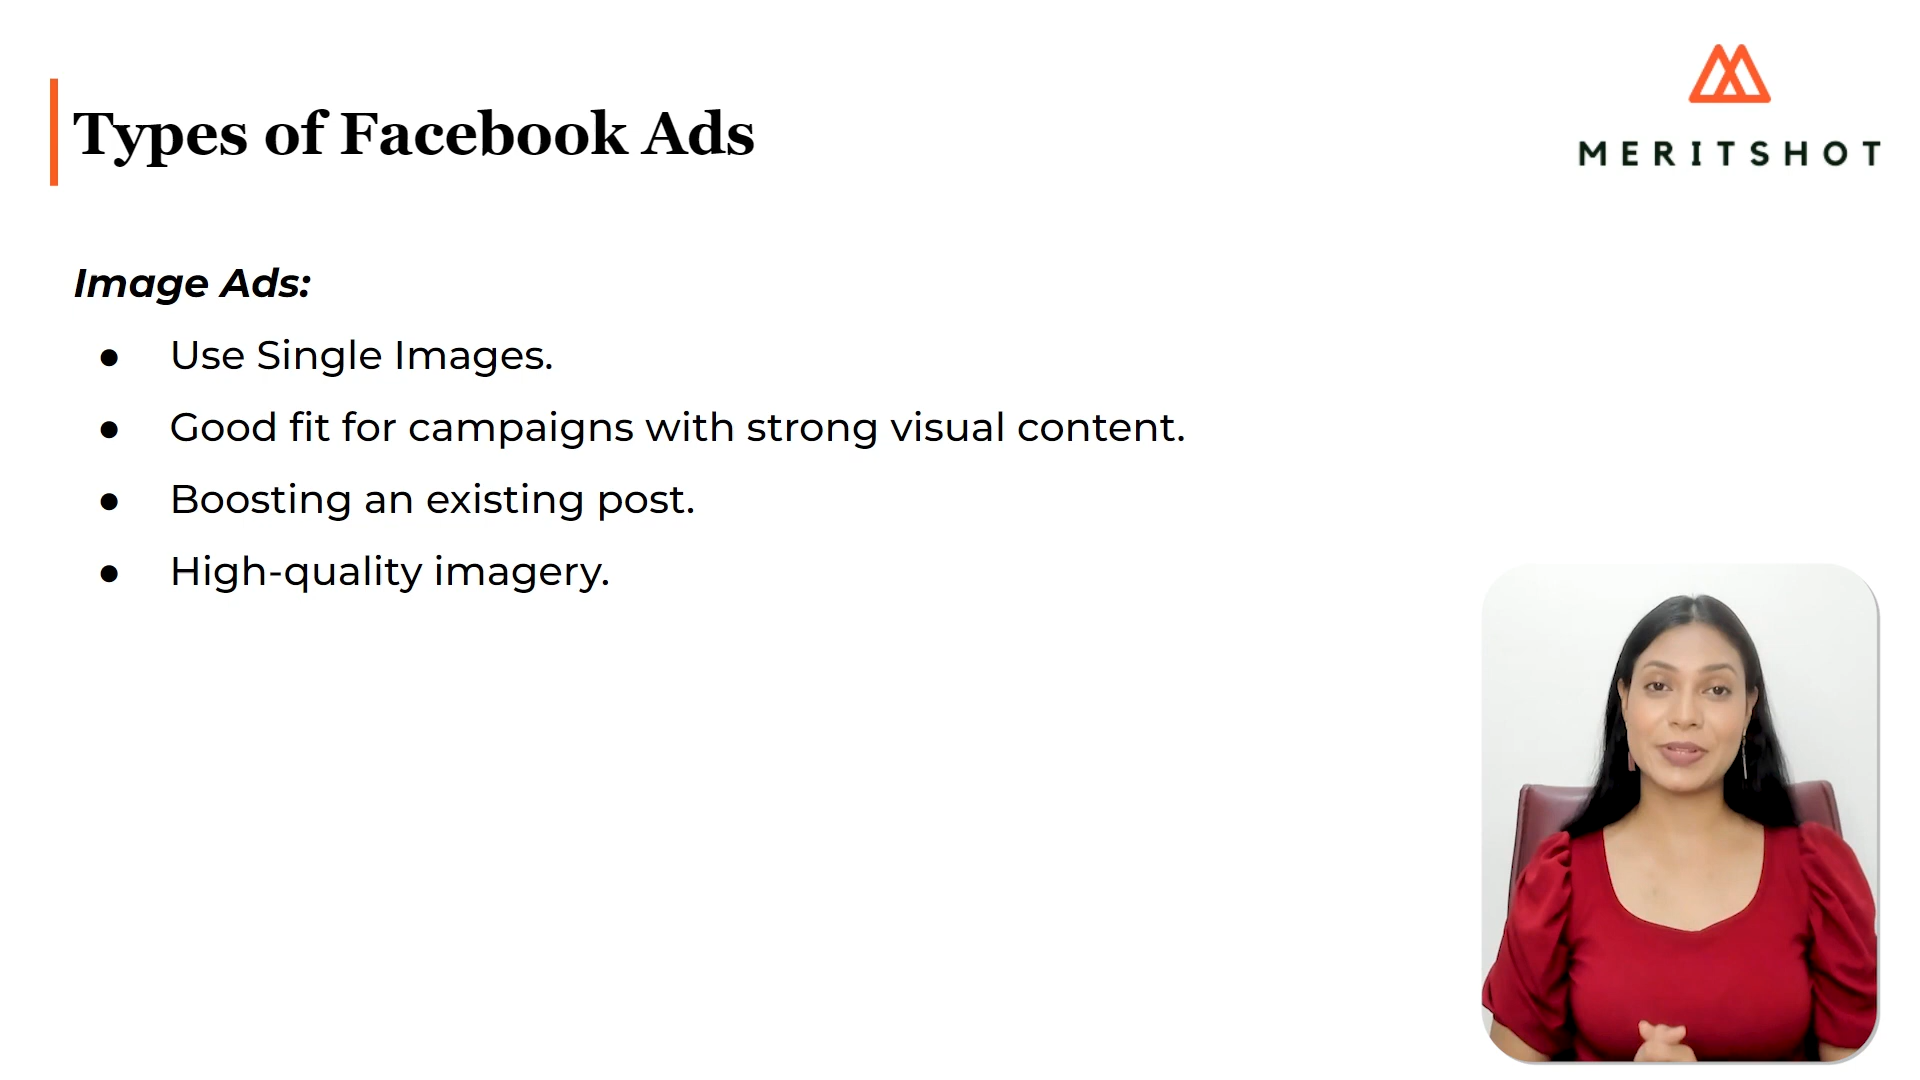 Types of Facebook Ads
MERITSHOT
Image Ads:
● Use Single Images.
● Good fit for campaigns with strong visual content.
● Boosting an existing post.
● High-quality imagery.